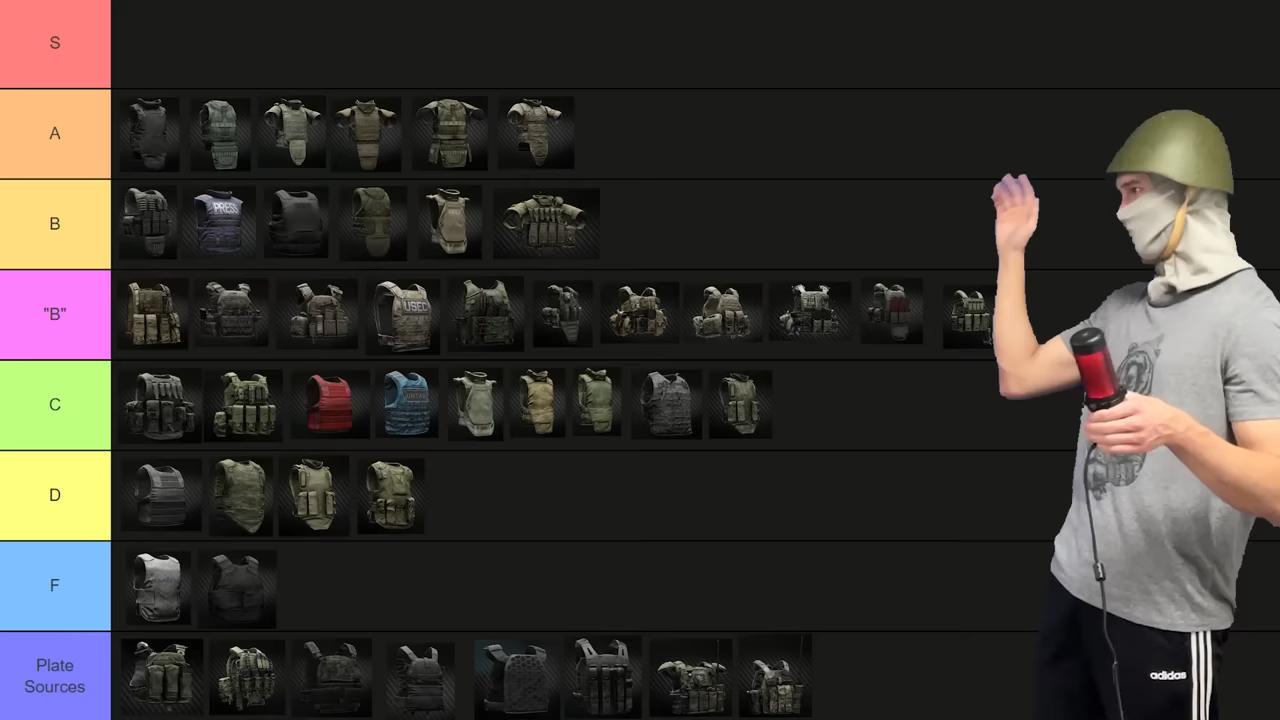 S
A
B
PRESS
"B"
USEC
C
UNTAR
D
F
Plate
Sources
adidas